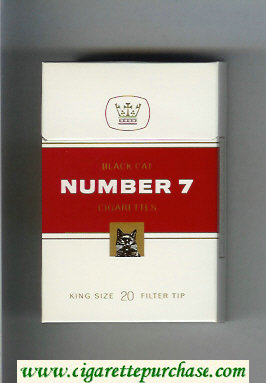 BLACK CAT
NUMBER 7
CIGARETTES
KING SIZE 20 FILTER TIP
www.cigarettepurchase.com